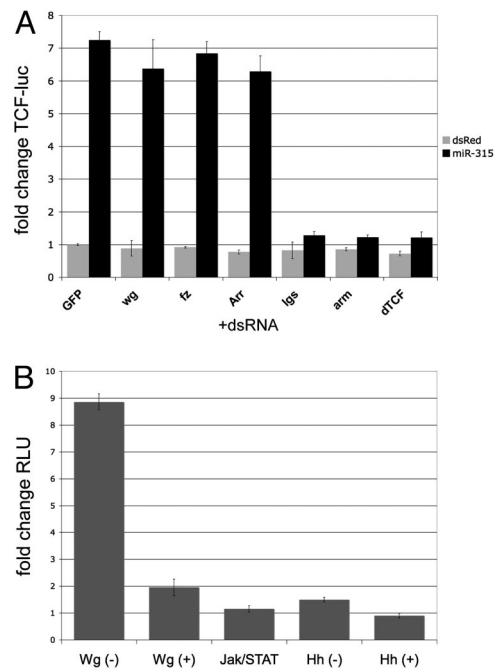 A
fold change TCF-luc
8
7
6
5
4
3
2
1
0
GFP
wg
fz
Arr
lgs
arm
dTCF
+dsRNA
dsRed
miR-315
B
fold change RLU
10
9
8
7
6
5
4
3
2
1
0
Wg (-)
Wg (+)
Jak/STAT
Hh (-)
Hh (+)